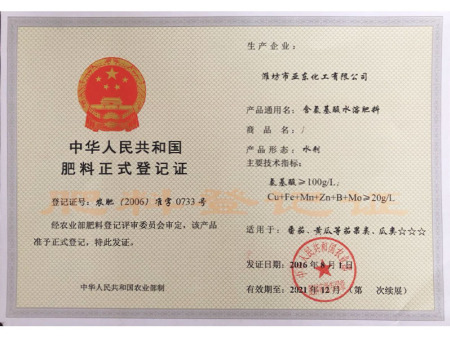 中华人民共和国
肥料正式登记证
登记证号：农肥（2006）准字0733号
经农业部肥料登记评审委员会审定，该产品
准予正式登记，特此发证。
中华人民共和国农业部制
生产企业：
潍坊市亚东化工有限公司
产品通用名：含氨基酸水溶肥料
商品名：/
产品形态：水剂
主要技术指标：
氨基酸≥100g/L；
Cu+Fe+Mn+Zn+B+Mo≥20g/L
适用于：番茄、黄瓜等茄果类、瓜类☆☆☆
发证日期：2016年8月1日
有效期至：2021年12月（第 次续展）
肥料登记证